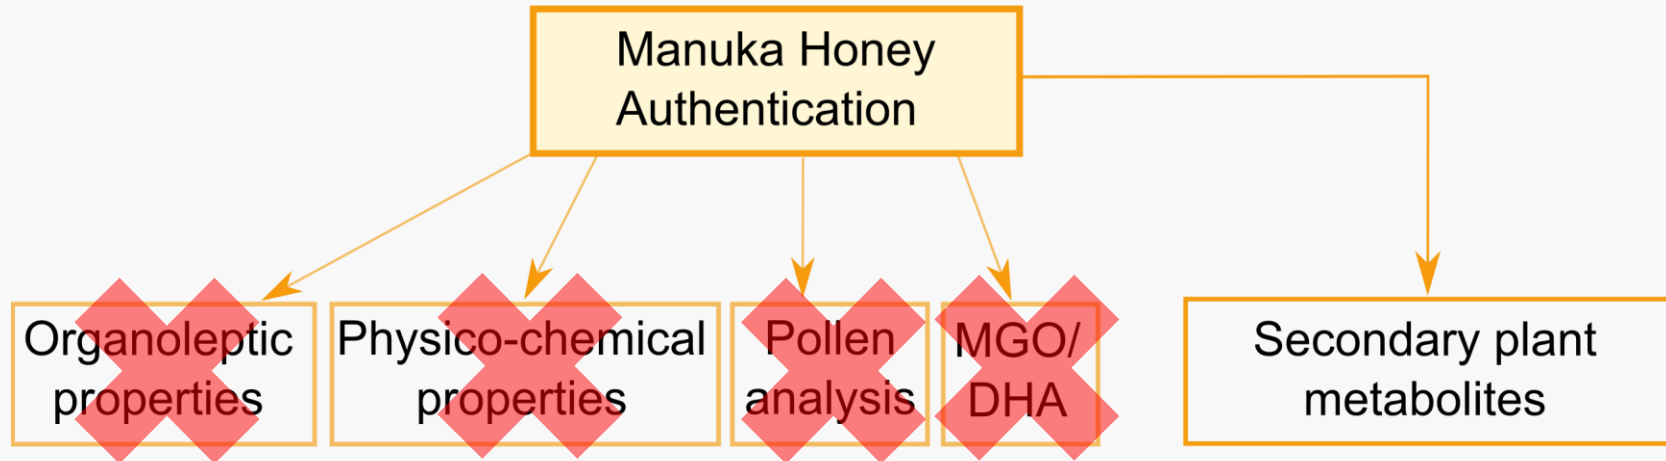 Manuka Honey
Authentication
Organoleptic
properties
Physico-chemical
properties
Pollen
analysis
MGO/
DHA
Secondary plant
metabolites